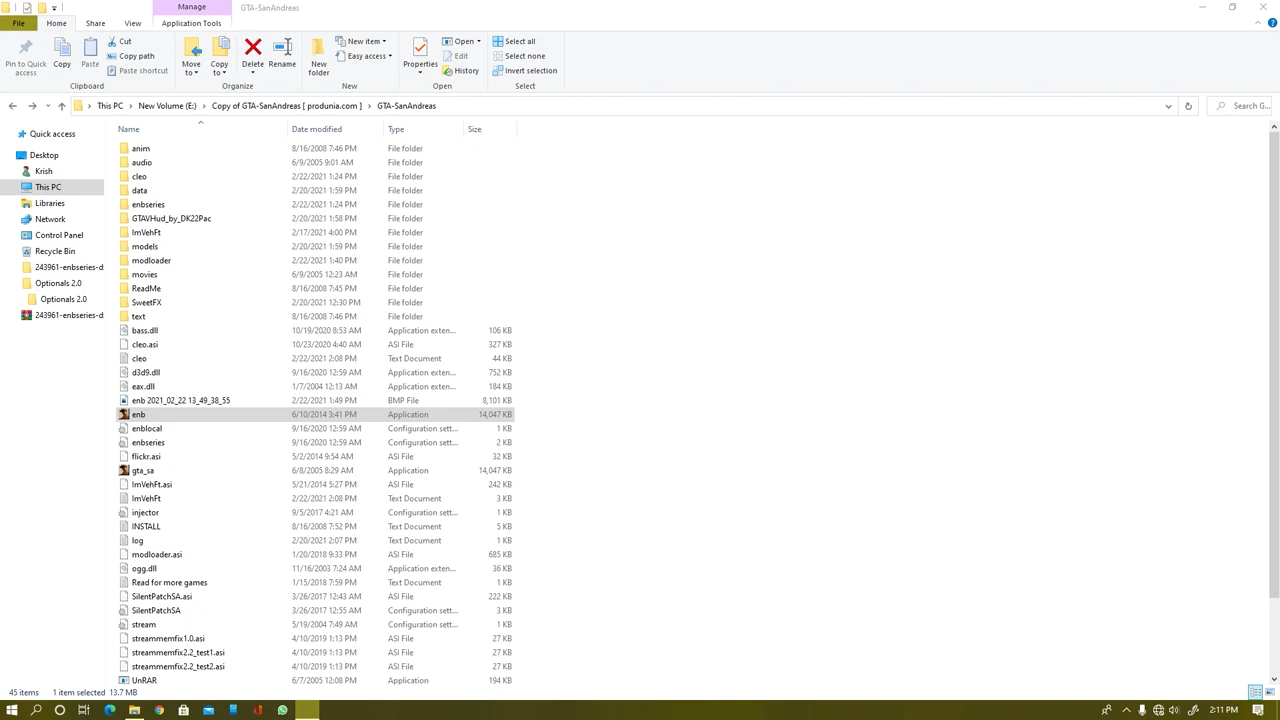 Manage
GTA-SanAndreas
File
Home
Share
View
Application Tools
Pin to Quick access
Copy
Paste
Cut
Copy path
Paste shortcut
Clipboard
Move to
Copy to
Delete
Rename
Organize
New folder
New item
Easy access
New
Properties
Open
Edit
History
Open
Select all
Select none
Invert selection
Select
This PC
New Volume (E:)
Copy of GTA-SanAndreas [ produnia.com ]
GTA-SanAndreas
Search G...
Quick access
Desktop
Krish
This PC
Libraries
Network
Control Panel
Recycle Bin
243961-enbseries-d
Optionals 2.0
Optionals 2.0
243961-enbseries-d
Name Date modified Type Size
anim 8/16/2008 7:46 PM File folder
audio 6/9/2005 9:01 AM File folder
cleo 2/22/2021 1:24 PM File folder
data 2/20/2021 1:59 PM File folder
enbseries 2/22/2021 1:24 PM File folder
GTAVHud_by_DK22Pac 2/20/2021 1:58 PM File folder
ImVehFt 2/17/2021 4:00 PM File folder
models 2/20/2021 1:59 PM File folder
modloader 2/22/2021 1:40 PM File folder
movies 6/9/2005 12:23 AM File folder
ReadMe 8/16/2008 7:45 PM File folder
SweetFX 2/20/2021 12:30 PM File folder
text 8/16/2008 7:46 PM File folder
bass.dll 10/19/2020 8:53 AM Application exten... 106 KB
cleo.asi 10/23/2020 4:40 AM ASI File 327 KB
cleo 2/22/2021 2:08 PM Text Document 44 KB
d3d9.dll 9/16/2020 12:59 AM Application exten... 752 KB
eax.dll 1/7/2004 12:13 AM Application exten... 184 KB
enb 2021_02_22 13_49_38_55 2/22/2021 1:49 PM BMP File 8,101 KB
enb 6/10/2014 3:41 PM Application 14,047 KB
enblocal 9/16/2020 12:59 AM Configuration sett... 1 KB
enbseries 9/16/2020 12:59 AM Configuration sett... 2 KB
flickr.asi 5/2/2014 9:54 AM ASI File 32 KB
gta_sa 6/8/2005 8:29 AM Application 14,047 KB
ImVehFt.asi 5/21/2014 5:27 PM ASI File 242 KB
ImVehFt 2/22/2021 2:08 PM Text Document 3 KB
injector 9/5/2017 4:21 AM Configuration sett... 1 KB
INSTALL 8/16/2008 7:52 PM Text Document 5 KB
log 2/20/2021 2:07 PM Text Document 1 KB
modloader.asi 1/20/2018 9:33 PM ASI File 685 KB
ogg.dll 11/16/2003 7:24 AM Application exten... 36 KB
Read for more games 1/15/2018 7:59 PM Text Document 1 KB
SilentPatchSA.asi 3/26/2017 12:43 AM ASI File 222 KB
SilentPatchSA 3/26/2017 12:55 AM Configuration sett... 3 KB
stream 5/19/2004 7:49 AM Configuration sett... 1 KB
streammemfix1.0.asi 4/10/2019 1:13 PM ASI File 27 KB
streammemfix2.2_test1.asi 4/10/2019 1:13 PM ASI File 27 KB
streammemfix2.2_test2.asi 4/10/2019 1:13 PM ASI File 27 KB
UnRAR 6/7/2005 12:08 PM Application 194 KB
45 items 1 item selected 13.7 MB
2:11 PM